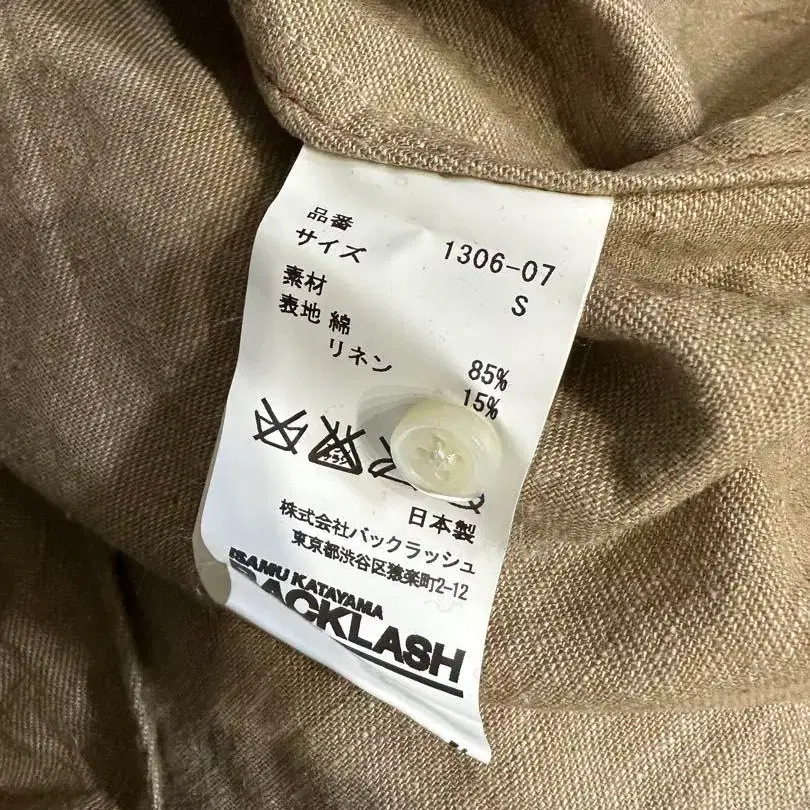 品番 1306-07
サイズ S
素材
表地 綿 85%
リネン 15%
日本製
株式会社バックラッシュ
東京都渋谷区猿楽町2-12
ISAMU KATAYAMA
BACKLASH